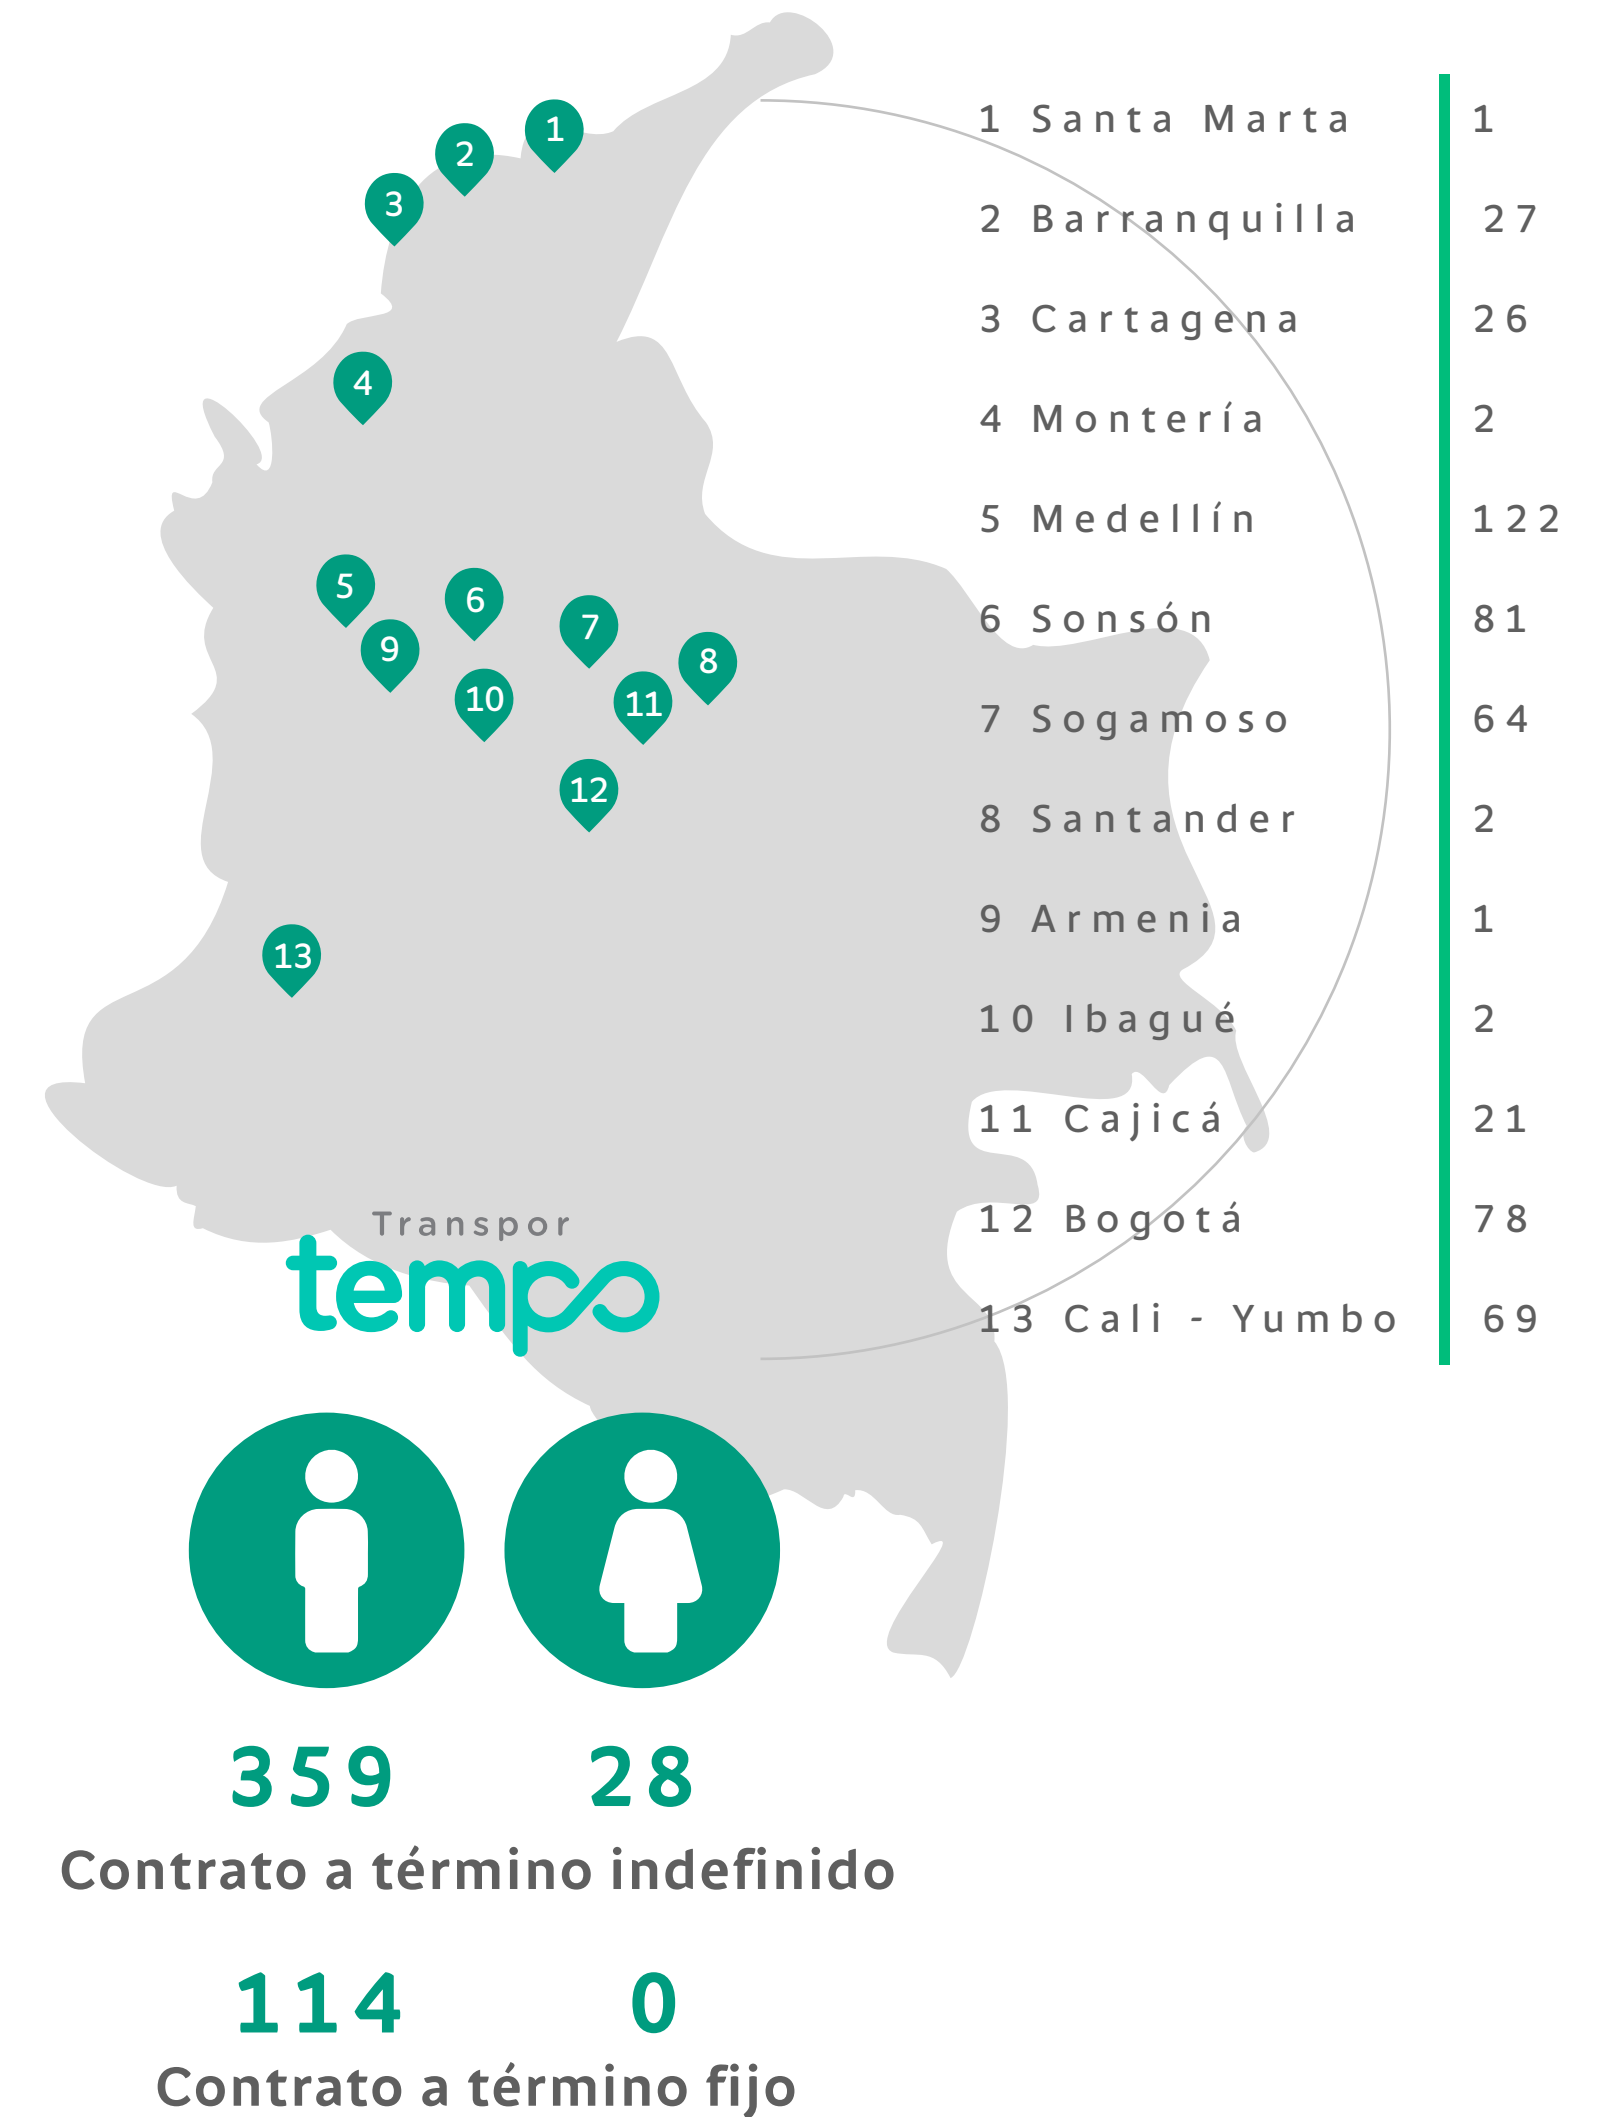 1
2
3
4
5
6
7
8
9
10
11
12
13
1 Santa Marta 1
2 Barranquilla 27
3 Cartagena 26
4 Montería 2
5 Medellín 122
6 Sonsón 81
7 Sogamoso 64
8 Santander 2
9 Armenia 1
10 Ibagué 2
11 Cajicá 21
12 Bogotá 78
13 Cali - Yumbo 69
Transpor
tempo
359 28
Contrato a término indefinido
114 0
Contrato a término fijo